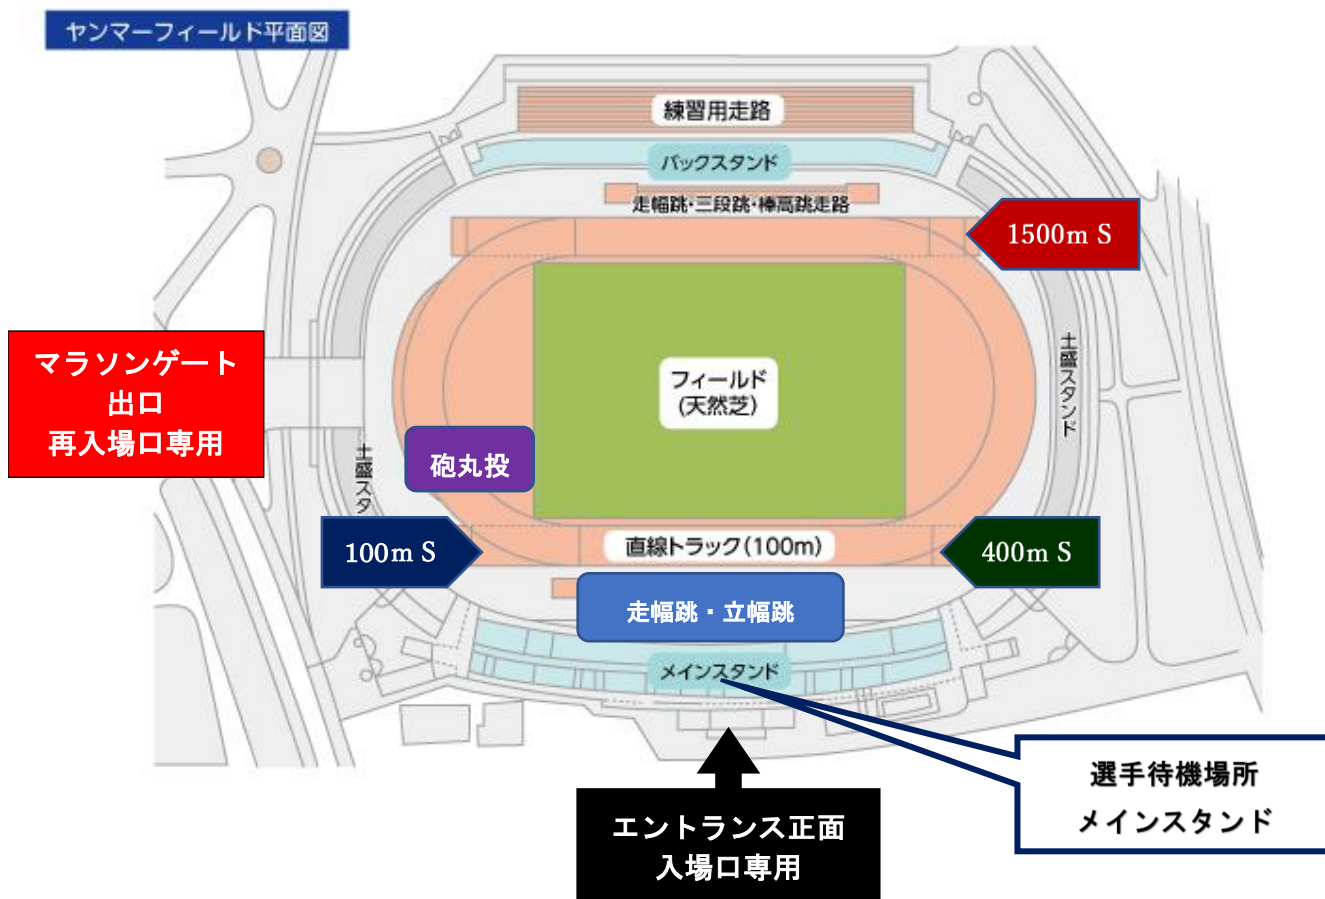 ヤンマーフィールド平面図
練習用走路
バックスタンド
走幅跳・三段跳・棒高跳走路
1500m S
マラソンゲート
出口
再入場口専用
フィールド
(天然芝)
土盛スタンド
砲丸投
土盛スタ
100m S
直線トラック(100m)
400m S
走幅跳・立幅跳
メインスタンド
選手待機場所
メインスタンド
エントランス正面
入場口専用